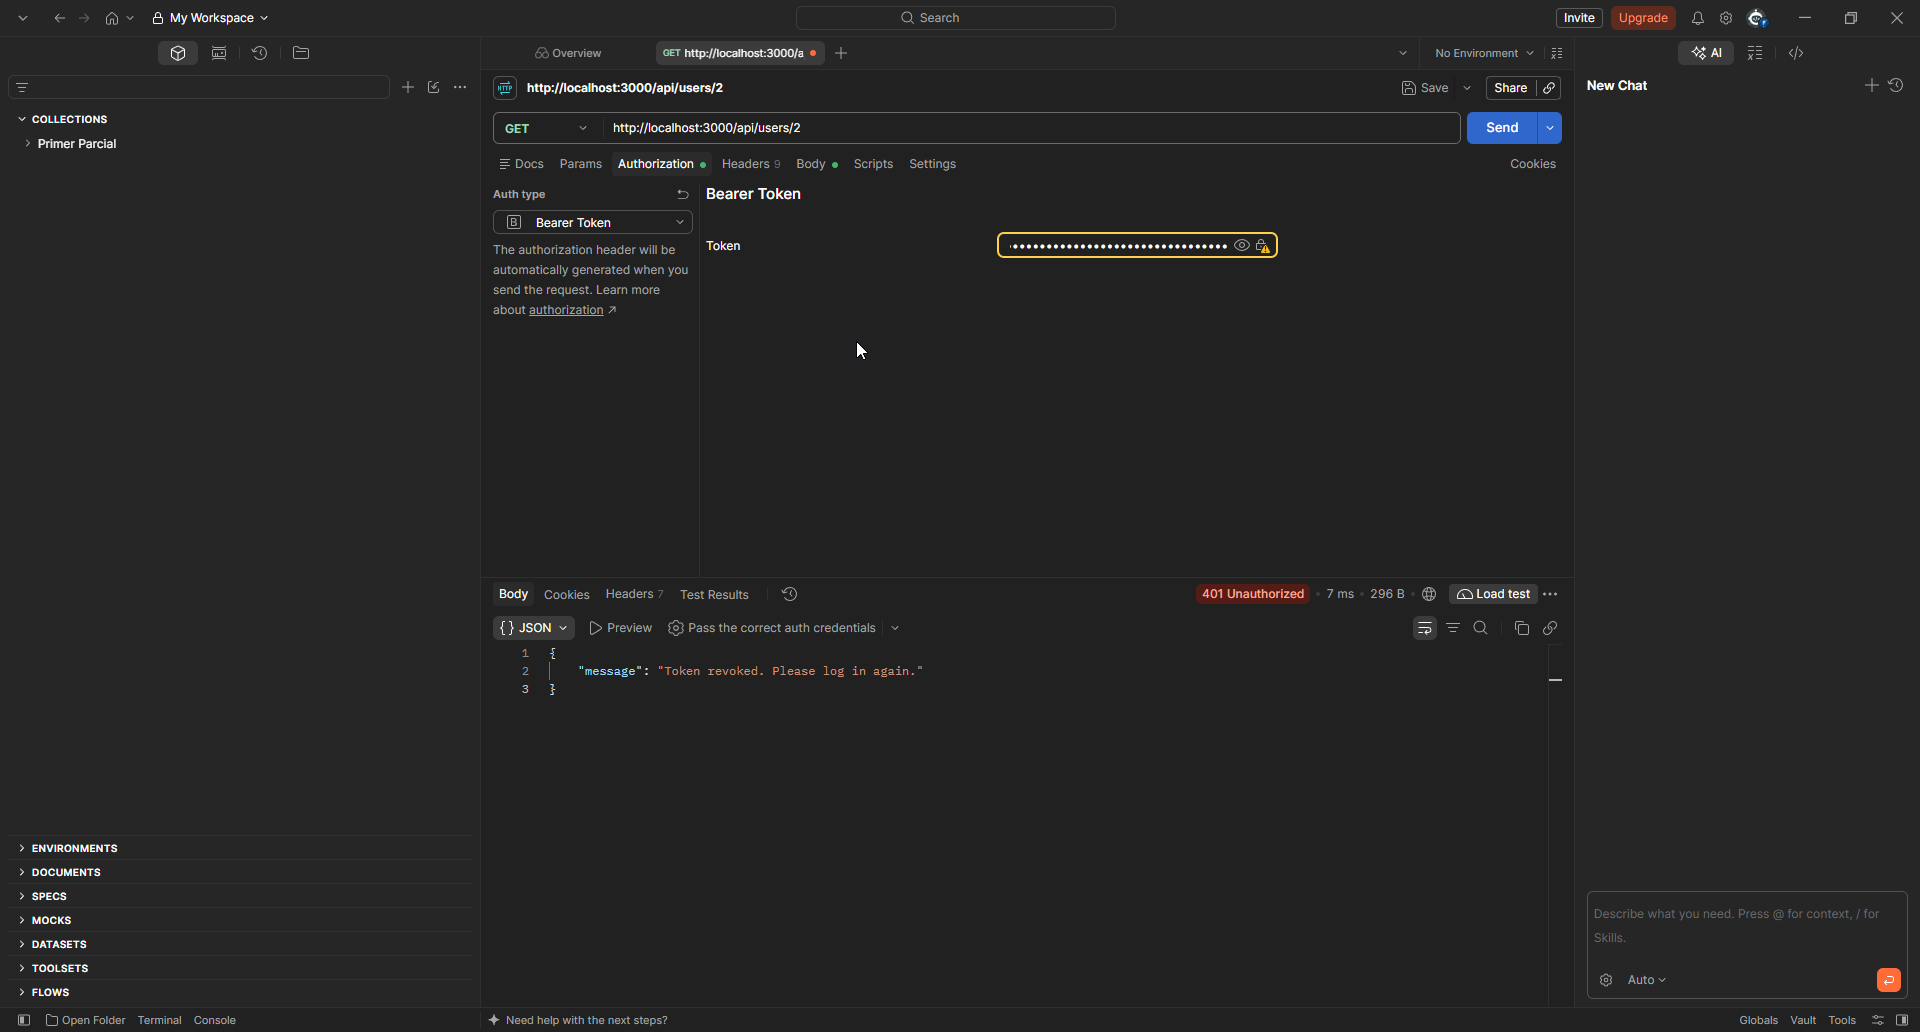 My Workspace
Search
Invite
Upgrade
Overview
GET http://localhost:3000/a
No Environment
AI
HTTP
http://localhost:3000/api/users/2
Save
Share
New Chat
COLLECTIONS
Primer Parcial
GET
http://localhost:3000/api/users/2
Send
Docs
Params
Authorization
Headers 9
Body
Scripts
Settings
Cookies
Auth type
Bearer Token
B
Bearer Token
The authorization header will be
automatically generated when you
send the request. Learn more
about authorization
Token
Body
Cookies
Headers 7
Test Results
401 Unauthorized
7 ms
296 B
Load test
{} JSON
Preview
Pass the correct auth credentials
1 {
2 "message": "Token revoked. Please log in again."
3 }
ENVIRONMENTS
DOCUMENTS
SPECS
MOCKS
DATASETS
TOOLSETS
FLOWS
Describe what you need. Press @ for context, / for
Skills.
Auto
Open Folder
Terminal
Console
Need help with the next steps?
Globals
Vault
Tools